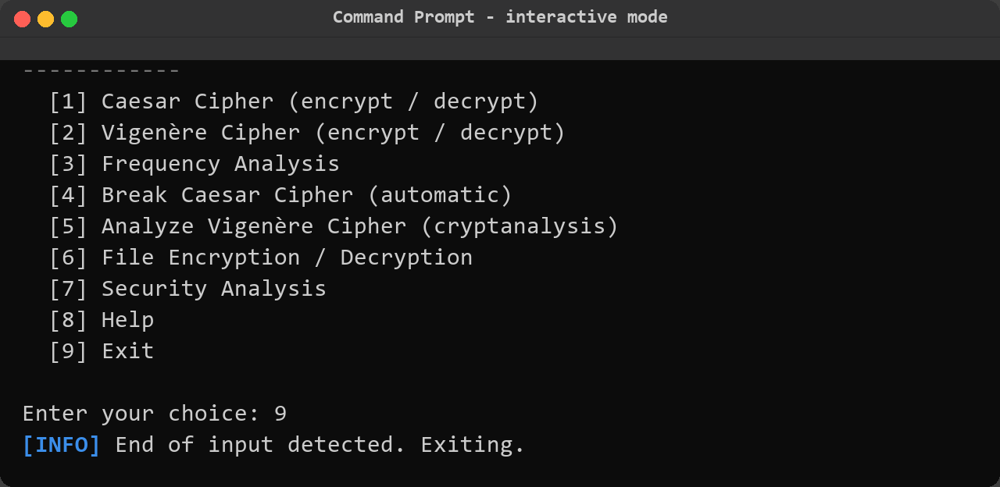 Command Prompt - interactive mode
------------
[1] Caesar Cipher (encrypt / decrypt)
[2] Vigenère Cipher (encrypt / decrypt)
[3] Frequency Analysis
[4] Break Caesar Cipher (automatic)
[5] Analyze Vigenère Cipher (cryptanalysis)
[6] File Encryption / Decryption
[7] Security Analysis
[8] Help
[9] Exit
Enter your choice: 9
[INFO] End of input detected. Exiting.